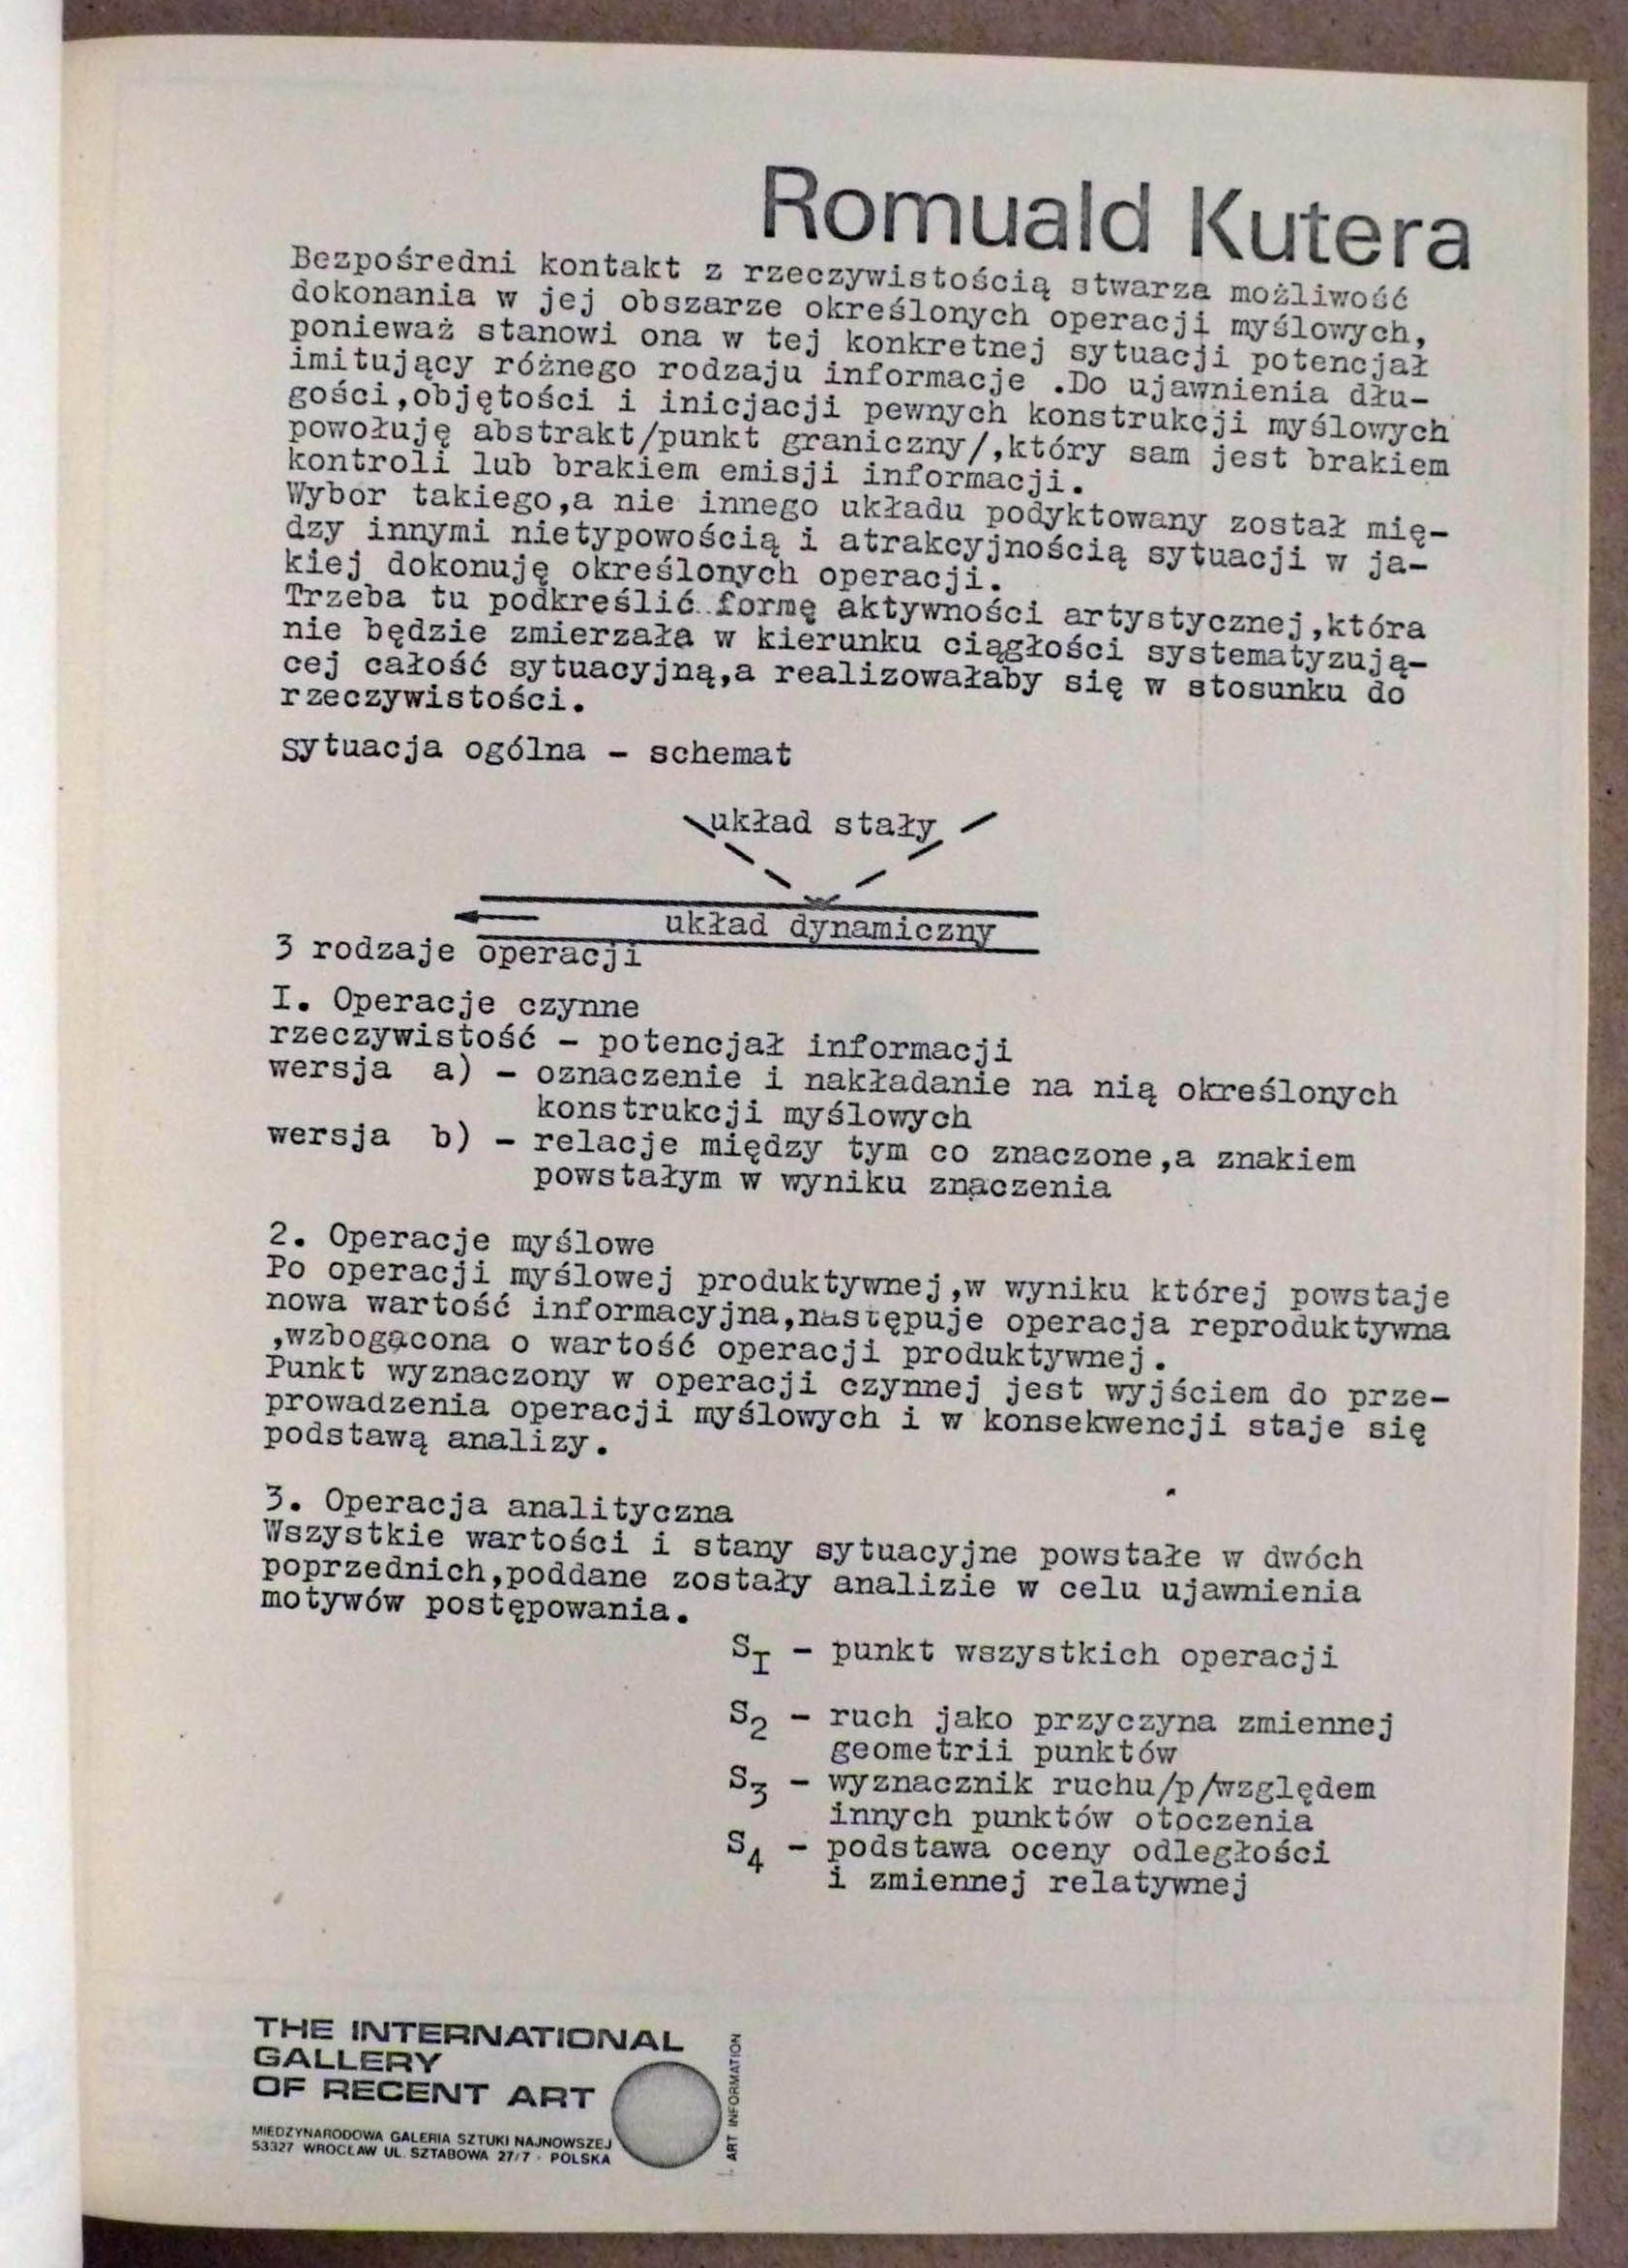 Romuald Kutera
Bezpośredni kontakt z rzeczywistością stwarza możliwość
dokonania w jej obszarze określonych operacji myślowych,
ponieważ stanowi ona w tej konkretnej sytuacji potencjał
imitujący różnego rodzaju informacje .Do ujawnienia dłu-
gości,objętości i inicjacji pewnych konstrukcji myślowych
powołuję abstrakt/punkt graniczny/,który sam jest brakiem
kontroli lub brakiem emisji informacji.
Wybor takiego,a nie innego układu podyktowany został mię-
dzy innymi nietypowością i atrakcyjnością sytuacji w ja-
kiej dokonuję określonych operacji.
Trzeba tu podkreślić formę aktywności artystycznej,która
nie będzie zmierzała w kierunku ciągłości systematyzują-
cej całość sytuacyjną,a realizowałaby się w stosunku do
rzeczywistości.
sytuacja ogólna - schemat
układ stały
układ dynamiczny
3 rodzaje operacji
I. Operacje czynne
rzeczywistość - potencjał informacji
wersja a) - oznaczenie i nakładanie na nią określonych
konstrukcji myślowych
wersja b) - relacje między tym co znaczone,a znakiem
powstałym w wyniku znaczenia
2. Operacje myślowe
Po operacji myślowej produktywnej,w wyniku której powstaje
nowa wartość informacyjna,następuje operacja reproduktywna
,wzbogącona o wartość operacji produktywnej.
Punkt wyznaczony w operacji czynnej jest wyjściem do prze-
prowadzenia operacji myślowych i w konsekwencji staje się
podstawą analizy.
3. Operacja analityczna
Wszystkie wartości i stany sytuacyjne powstałe w dwóch
poprzednich,poddane zostały analizie w celu ujawnienia
motywów postępowania.
S_I - punkt wszystkich operacji
S₂ - ruch jako przyczyna zmiennej
geometrii punktów
S₃ - wyznacznik ruchu/p/względem
innych punktów otoczenia
S₄ - podstawa oceny odległości
i zmiennej relatywnej
THE INTERNATIONAL
GALLERY
OF RECENT ART
MIEDZYNARODOWA GALERIA SZTUKI NAJNOWSZEJ
53327 WROCŁAW UL. SZTABOWA 27/7 · POLSKA
ART INFORMATION